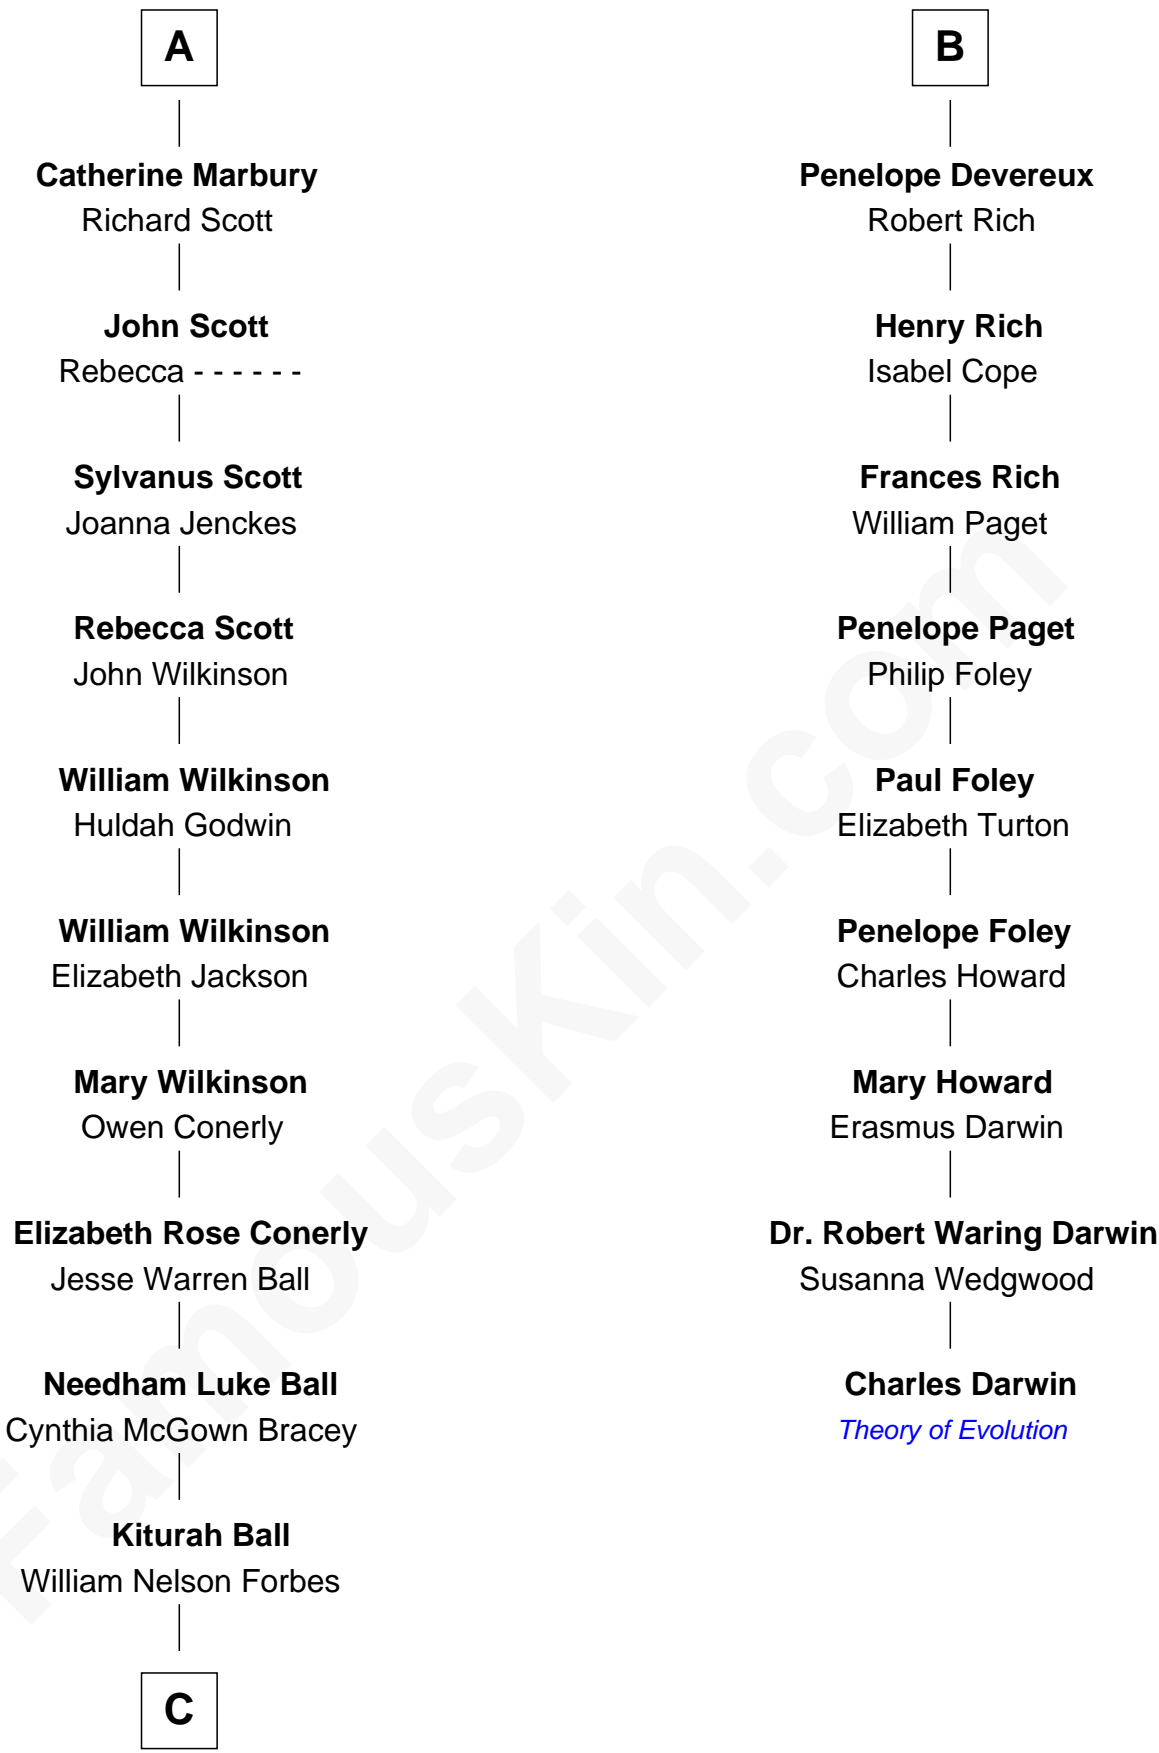 A
Catherine Marbury
Richard Scott
John Scott
Rebecca - - - - - -
Sylvanus Scott
Joanna Jenckes
Rebecca Scott
John Wilkinson
William Wilkinson
Huldah Godwin
William Wilkinson
Elizabeth Jackson
Mary Wilkinson
Owen Conerly
Elizabeth Rose Conerly
Jesse Warren Ball
Needham Luke Ball
Cynthia McGown Bracey
Kiturah Ball
William Nelson Forbes
C
B
Penelope Devereux
Robert Rich
Henry Rich
Isabel Cope
Frances Rich
William Paget
Penelope Paget
Philip Foley
Paul Foley
Elizabeth Turton
Penelope Foley
Charles Howard
Mary Howard
Erasmus Darwin
Dr. Robert Waring Darwin
Susanna Wedgwood
Charles Darwin
Theory of Evolution
FamousKin.com